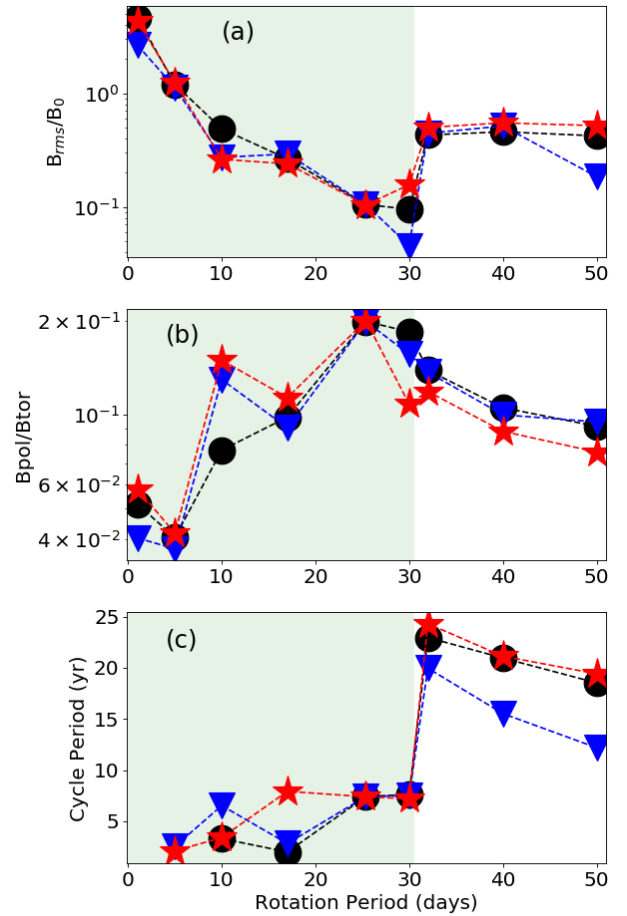 (a)
B_{rms}/B_0
10^0
10^{-1}
0 10 20 30 40 50
(b)
Bpol/Btor
2 × 10^{-1}
10^{-1}
6 × 10^{-2}
4 × 10^{-2}
0 10 20 30 40 50
(c)
Cycle Period (yr)
25
20
15
10
5
0 10 20 30 40 50
Rotation Period (days)